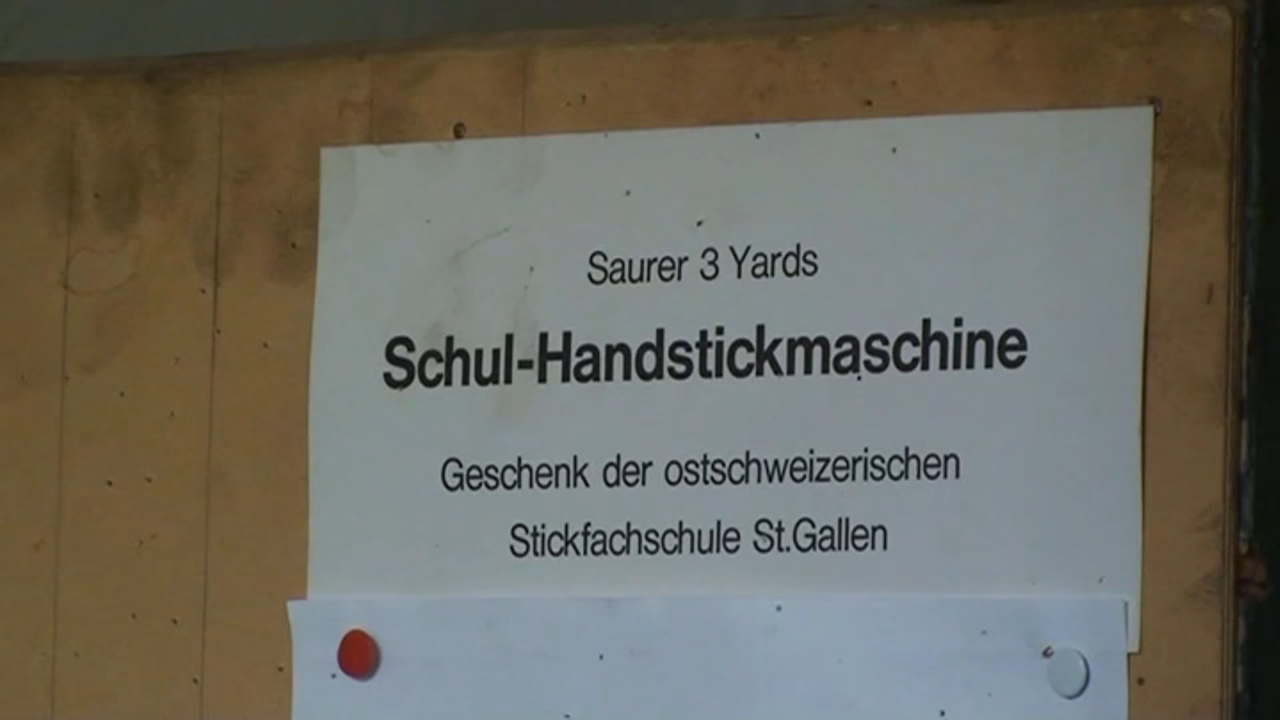 Saurer 3 Yards
Schul-Handstickmaschine
Geschenk der ostschweizerischen
Stickfachschule St.Gallen